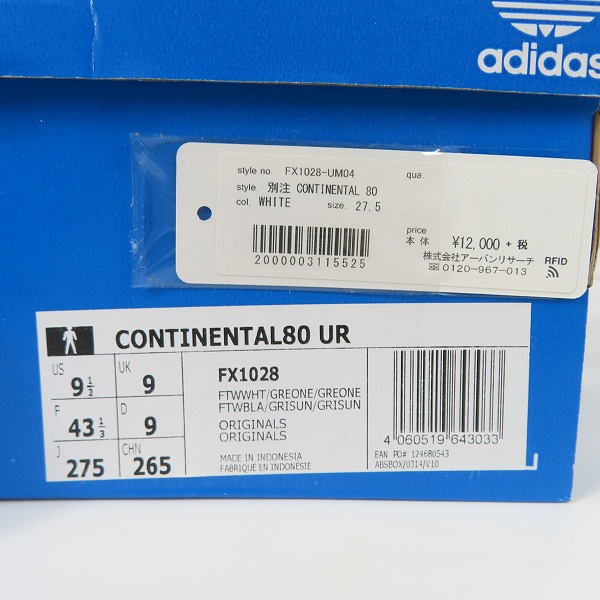 adidas
style no. FX1028-UM04 qua.
style. 別注 CONTINENTAL 80
col. WHITE size. 27.5
2000003115525
price
本 体 ¥12,000 + 税
株式会社アーバンリサーチ
0120-967-013
RFID
CONTINENTAL80 UR
US 9 1/2 UK 9
F 43 1/3 D 9
J 275 CHN 265
FX1028
FTWWHT/GREONE/GREONE
FTWBLA/GRISUN/GRISUN
ORIGINALS
ORIGINALS
MADE IN INDONESIA
FABRIQUÉ EN INDONESIE
4 060519 643033
EAN PO# 124680543
ABSBOX/0314/V10